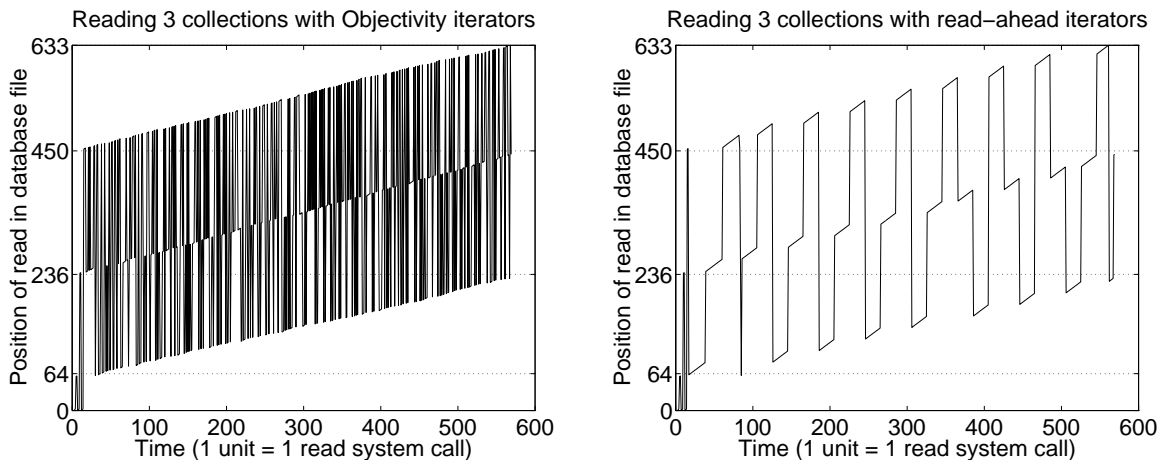 Reading 3 collections with Objectivity iterators
633
450
236
64
0
Position of read in database file
0 100 200 300 400 500 600
Time (1 unit = 1 read system call)
Reading 3 collections with read−ahead iterators
633
450
236
64
0
Position of read in database file
0 100 200 300 400 500 600
Time (1 unit = 1 read system call)